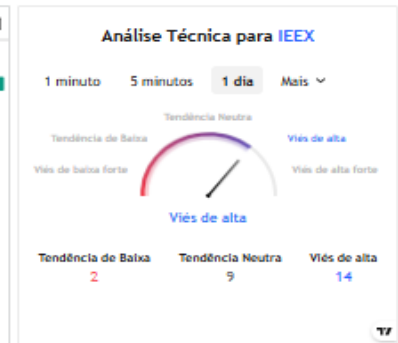 Análise Técnica para IEEX
1 minuto 5 minutos 1 dia Mais
Tendência Neutra
Tendência de Baixa Viés de alta
Viés de baixa forte Viés de alta forte
Viés de alta
Tendência de Baixa Tendência Neutra Viés de alta
2 9 14